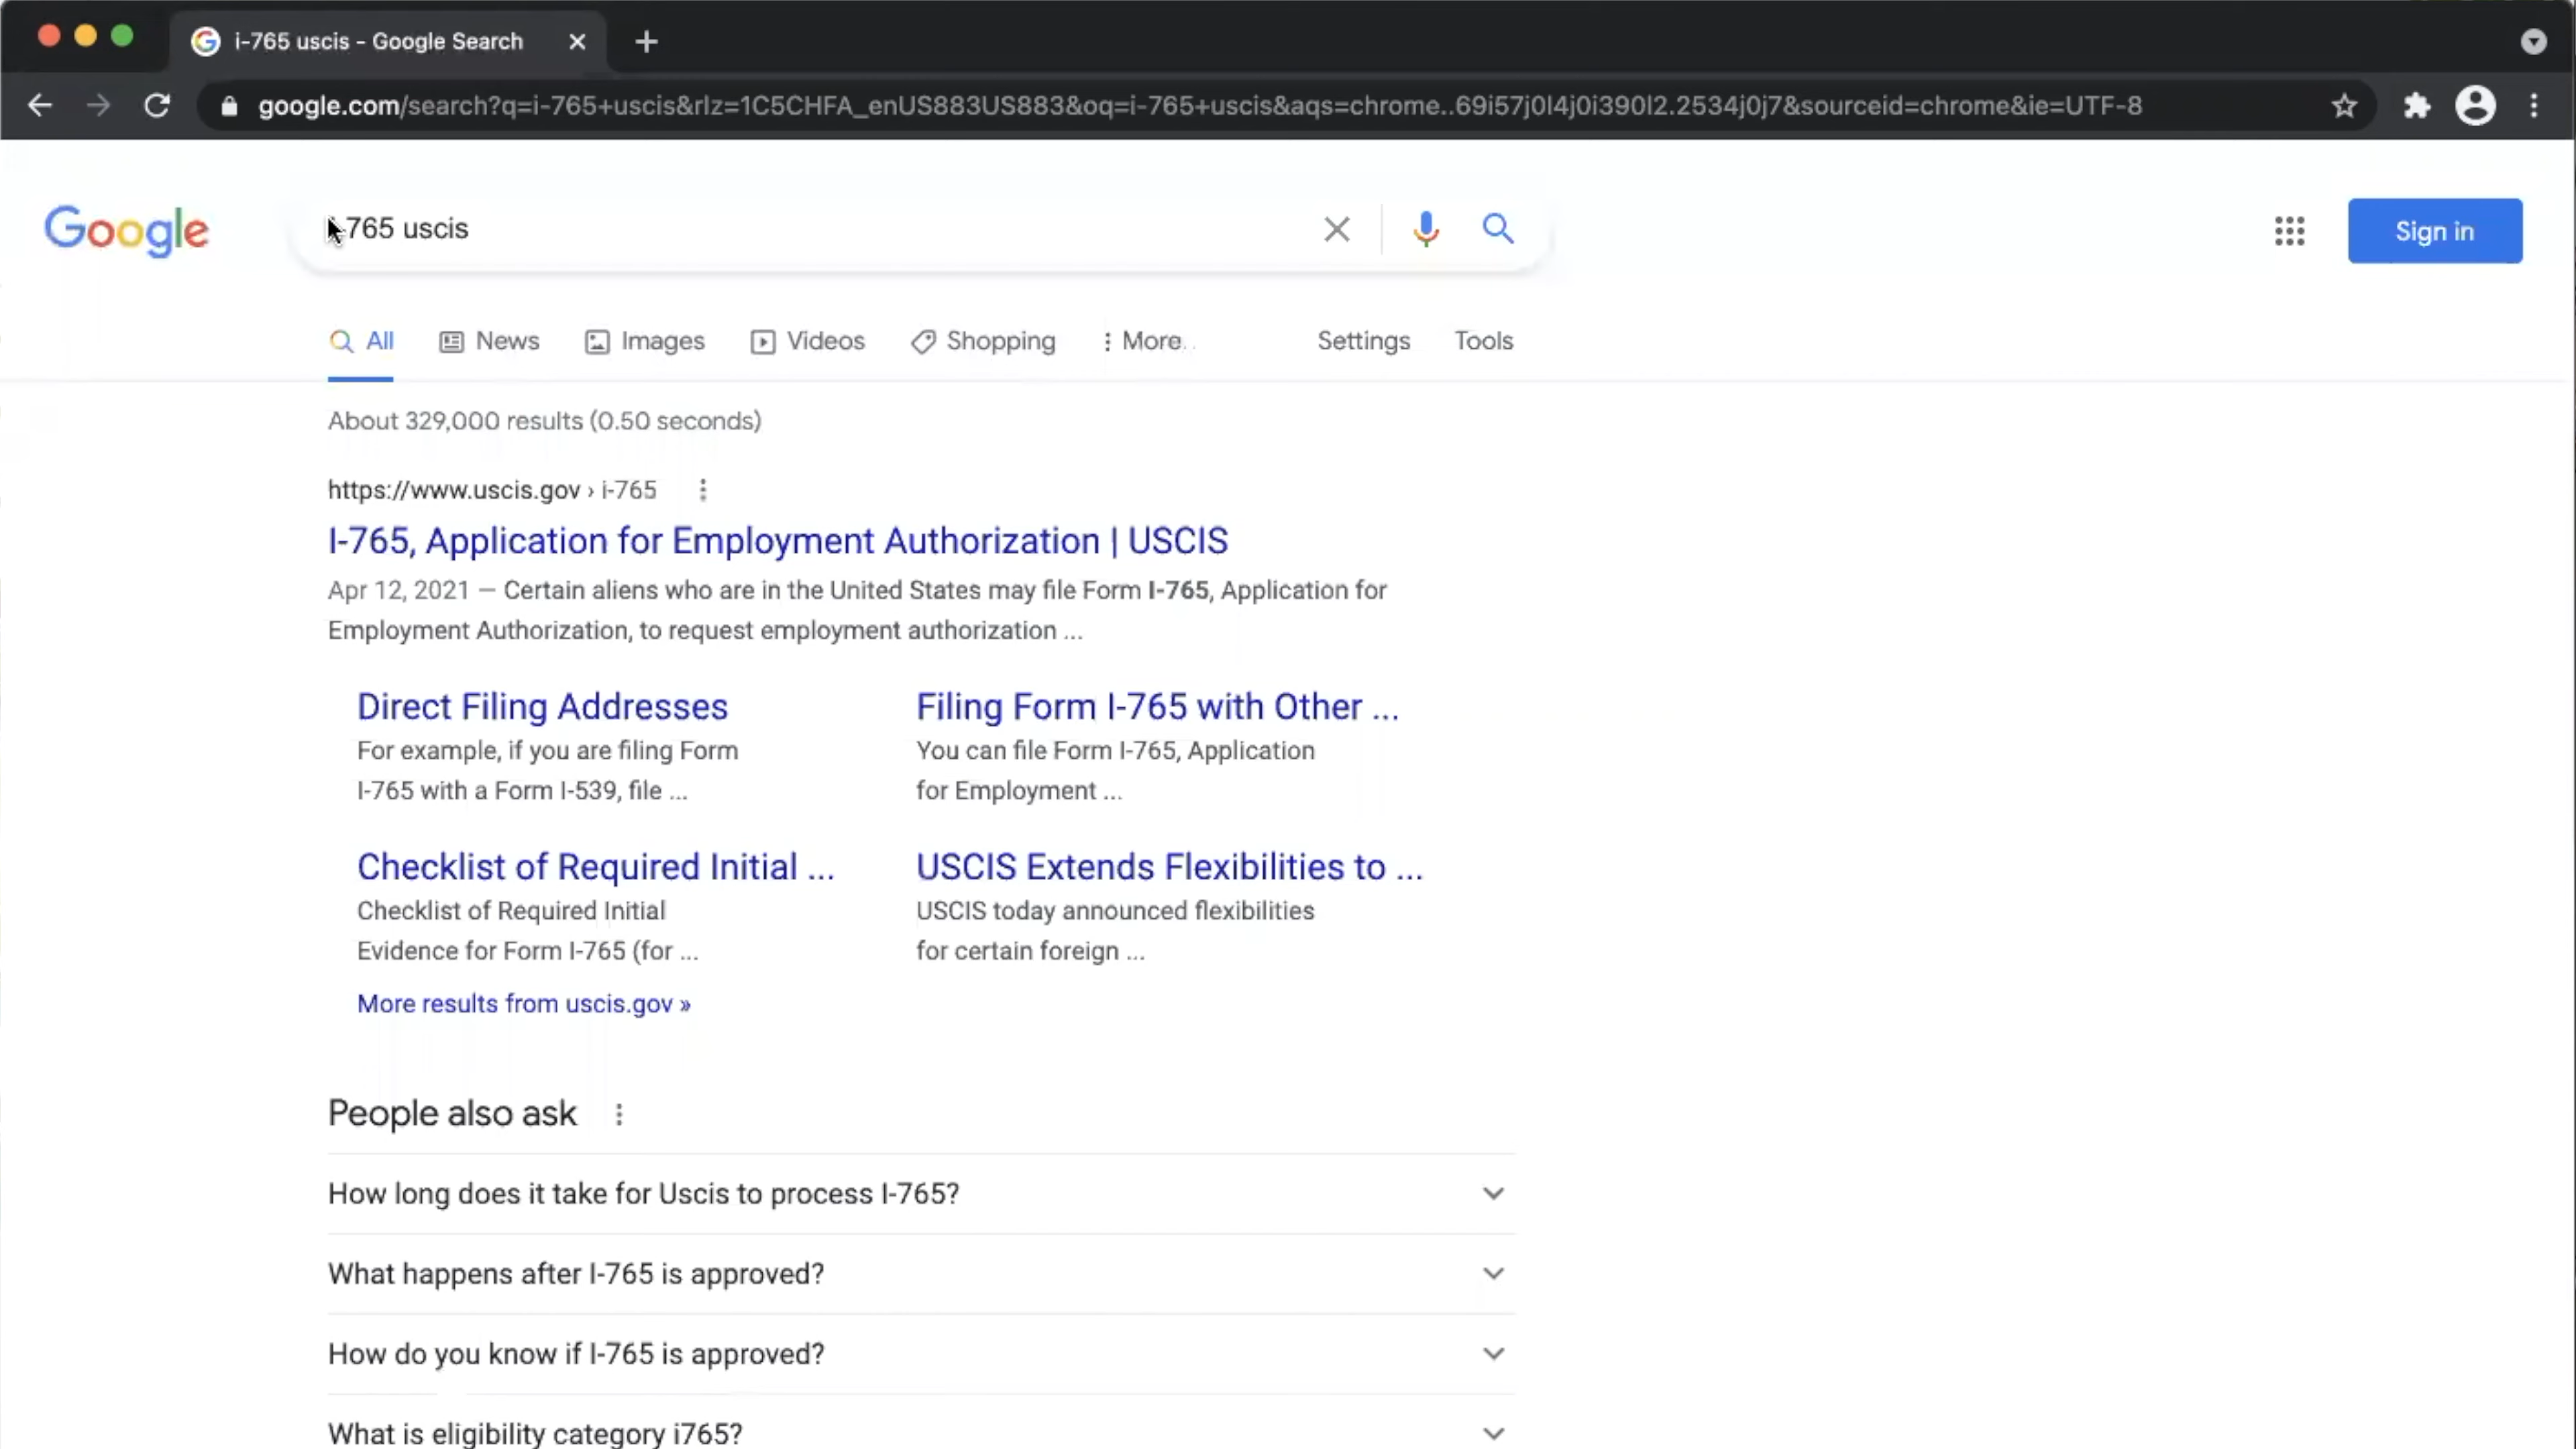 i-765 uscis - Google Search
google.com/search?q=i-765+uscis&rlz=1C5CHFA_enUS883US883&oq=i-765+uscis&aqs=chrome..69i57j0l4j0i390l2.2534j0j7&sourceid=chrome&ie=UTF-8
Google
-765 uscis
Sign in
All News Images Videos Shopping More Settings Tools
About 329,000 results (0.50 seconds)
https://www.uscis.gov › i-765
I-765, Application for Employment Authorization | USCIS
Apr 12, 2021 — Certain aliens who are in the United States may file Form I-765, Application for
Employment Authorization, to request employment authorization ...
Direct Filing Addresses
For example, if you are filing Form
I-765 with a Form I-539, file ...
Filing Form I-765 with Other ...
You can file Form I-765, Application
for Employment ...
Checklist of Required Initial ...
Checklist of Required Initial
Evidence for Form I-765 (for ...
USCIS Extends Flexibilities to ...
USCIS today announced flexibilities
for certain foreign ...
More results from uscis.gov »
People also ask
How long does it take for Uscis to process I-765?
What happens after I-765 is approved?
How do you know if I-765 is approved?
What is eligibility category i765?